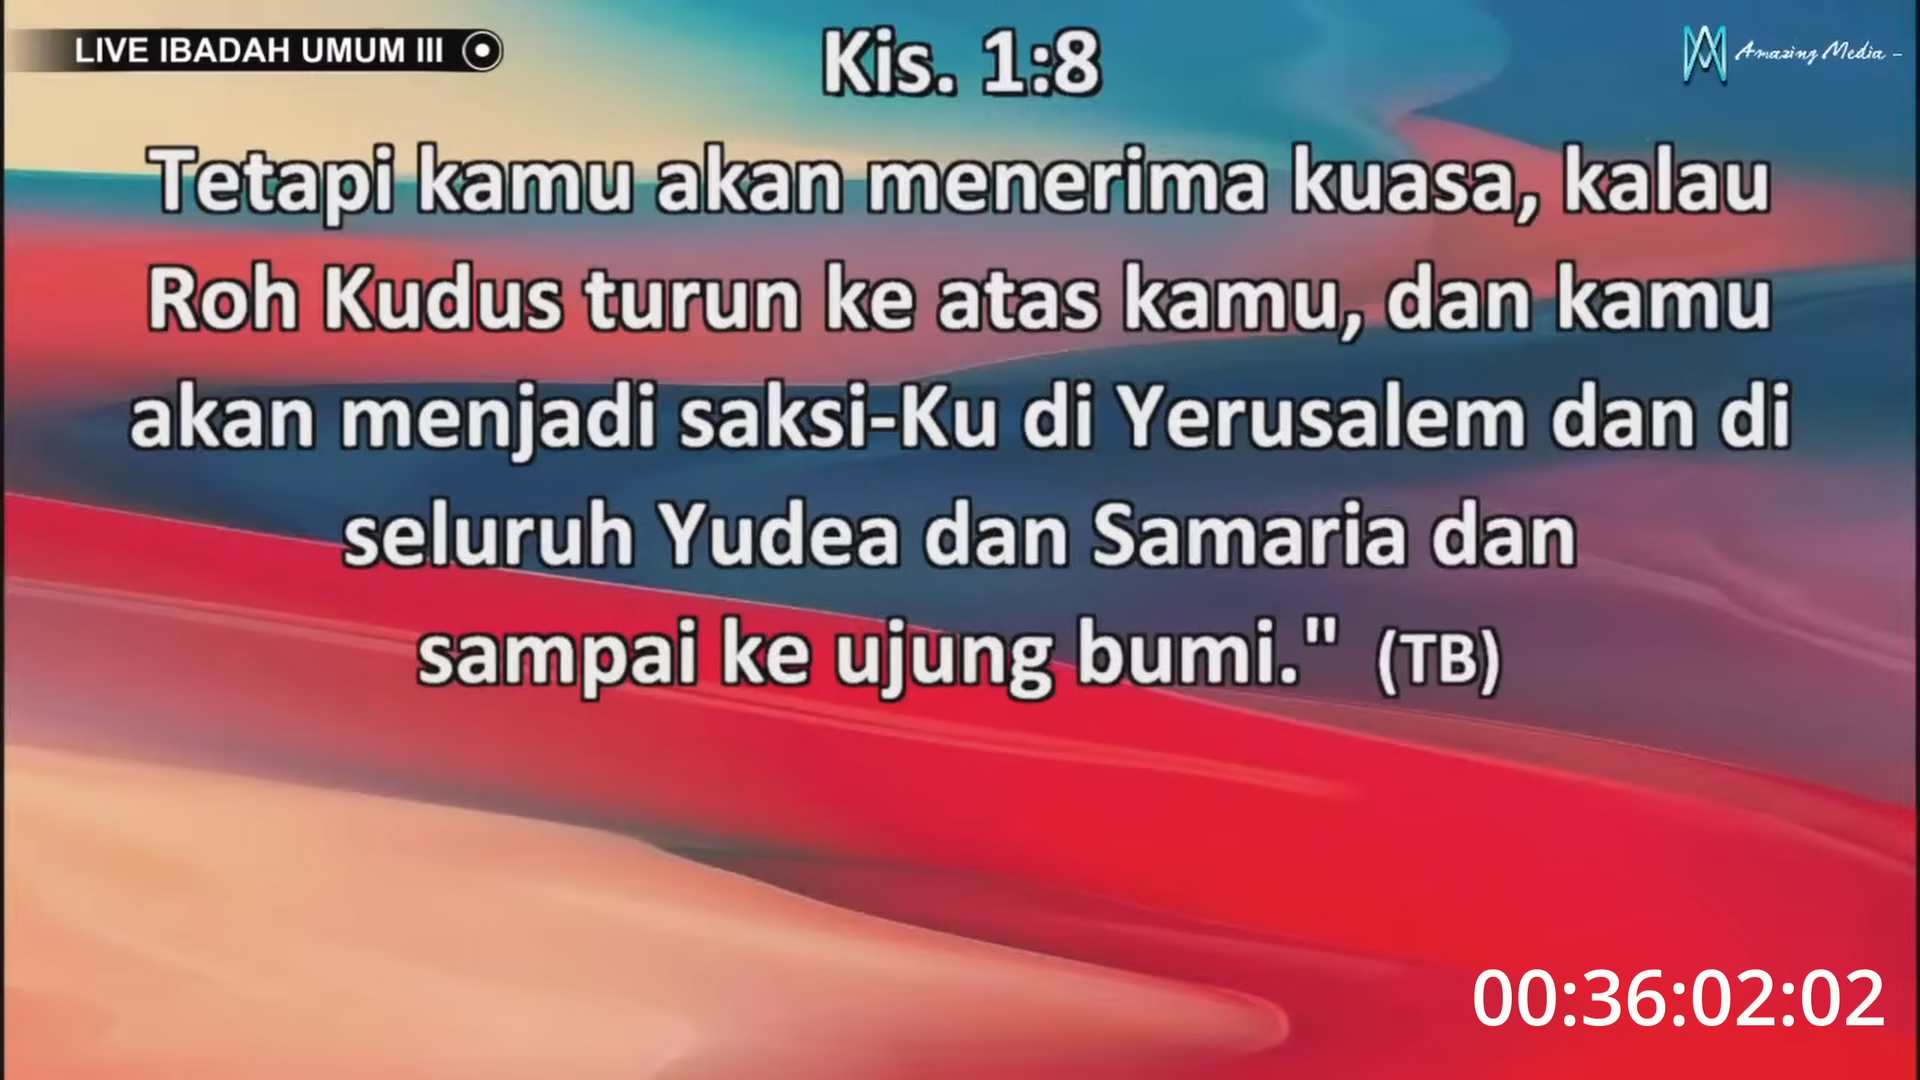 LIVE IBADAH UMUM III
Kis. 1:8
Amazing Media -
Tetapi kamu akan menerima kuasa, kalau
Roh Kudus turun ke atas kamu, dan kamu
akan menjadi saksi-Ku di Yerusalem dan di
seluruh Yudea dan Samaria dan
sampai ke ujung bumi." (TB)
00:36:02:02